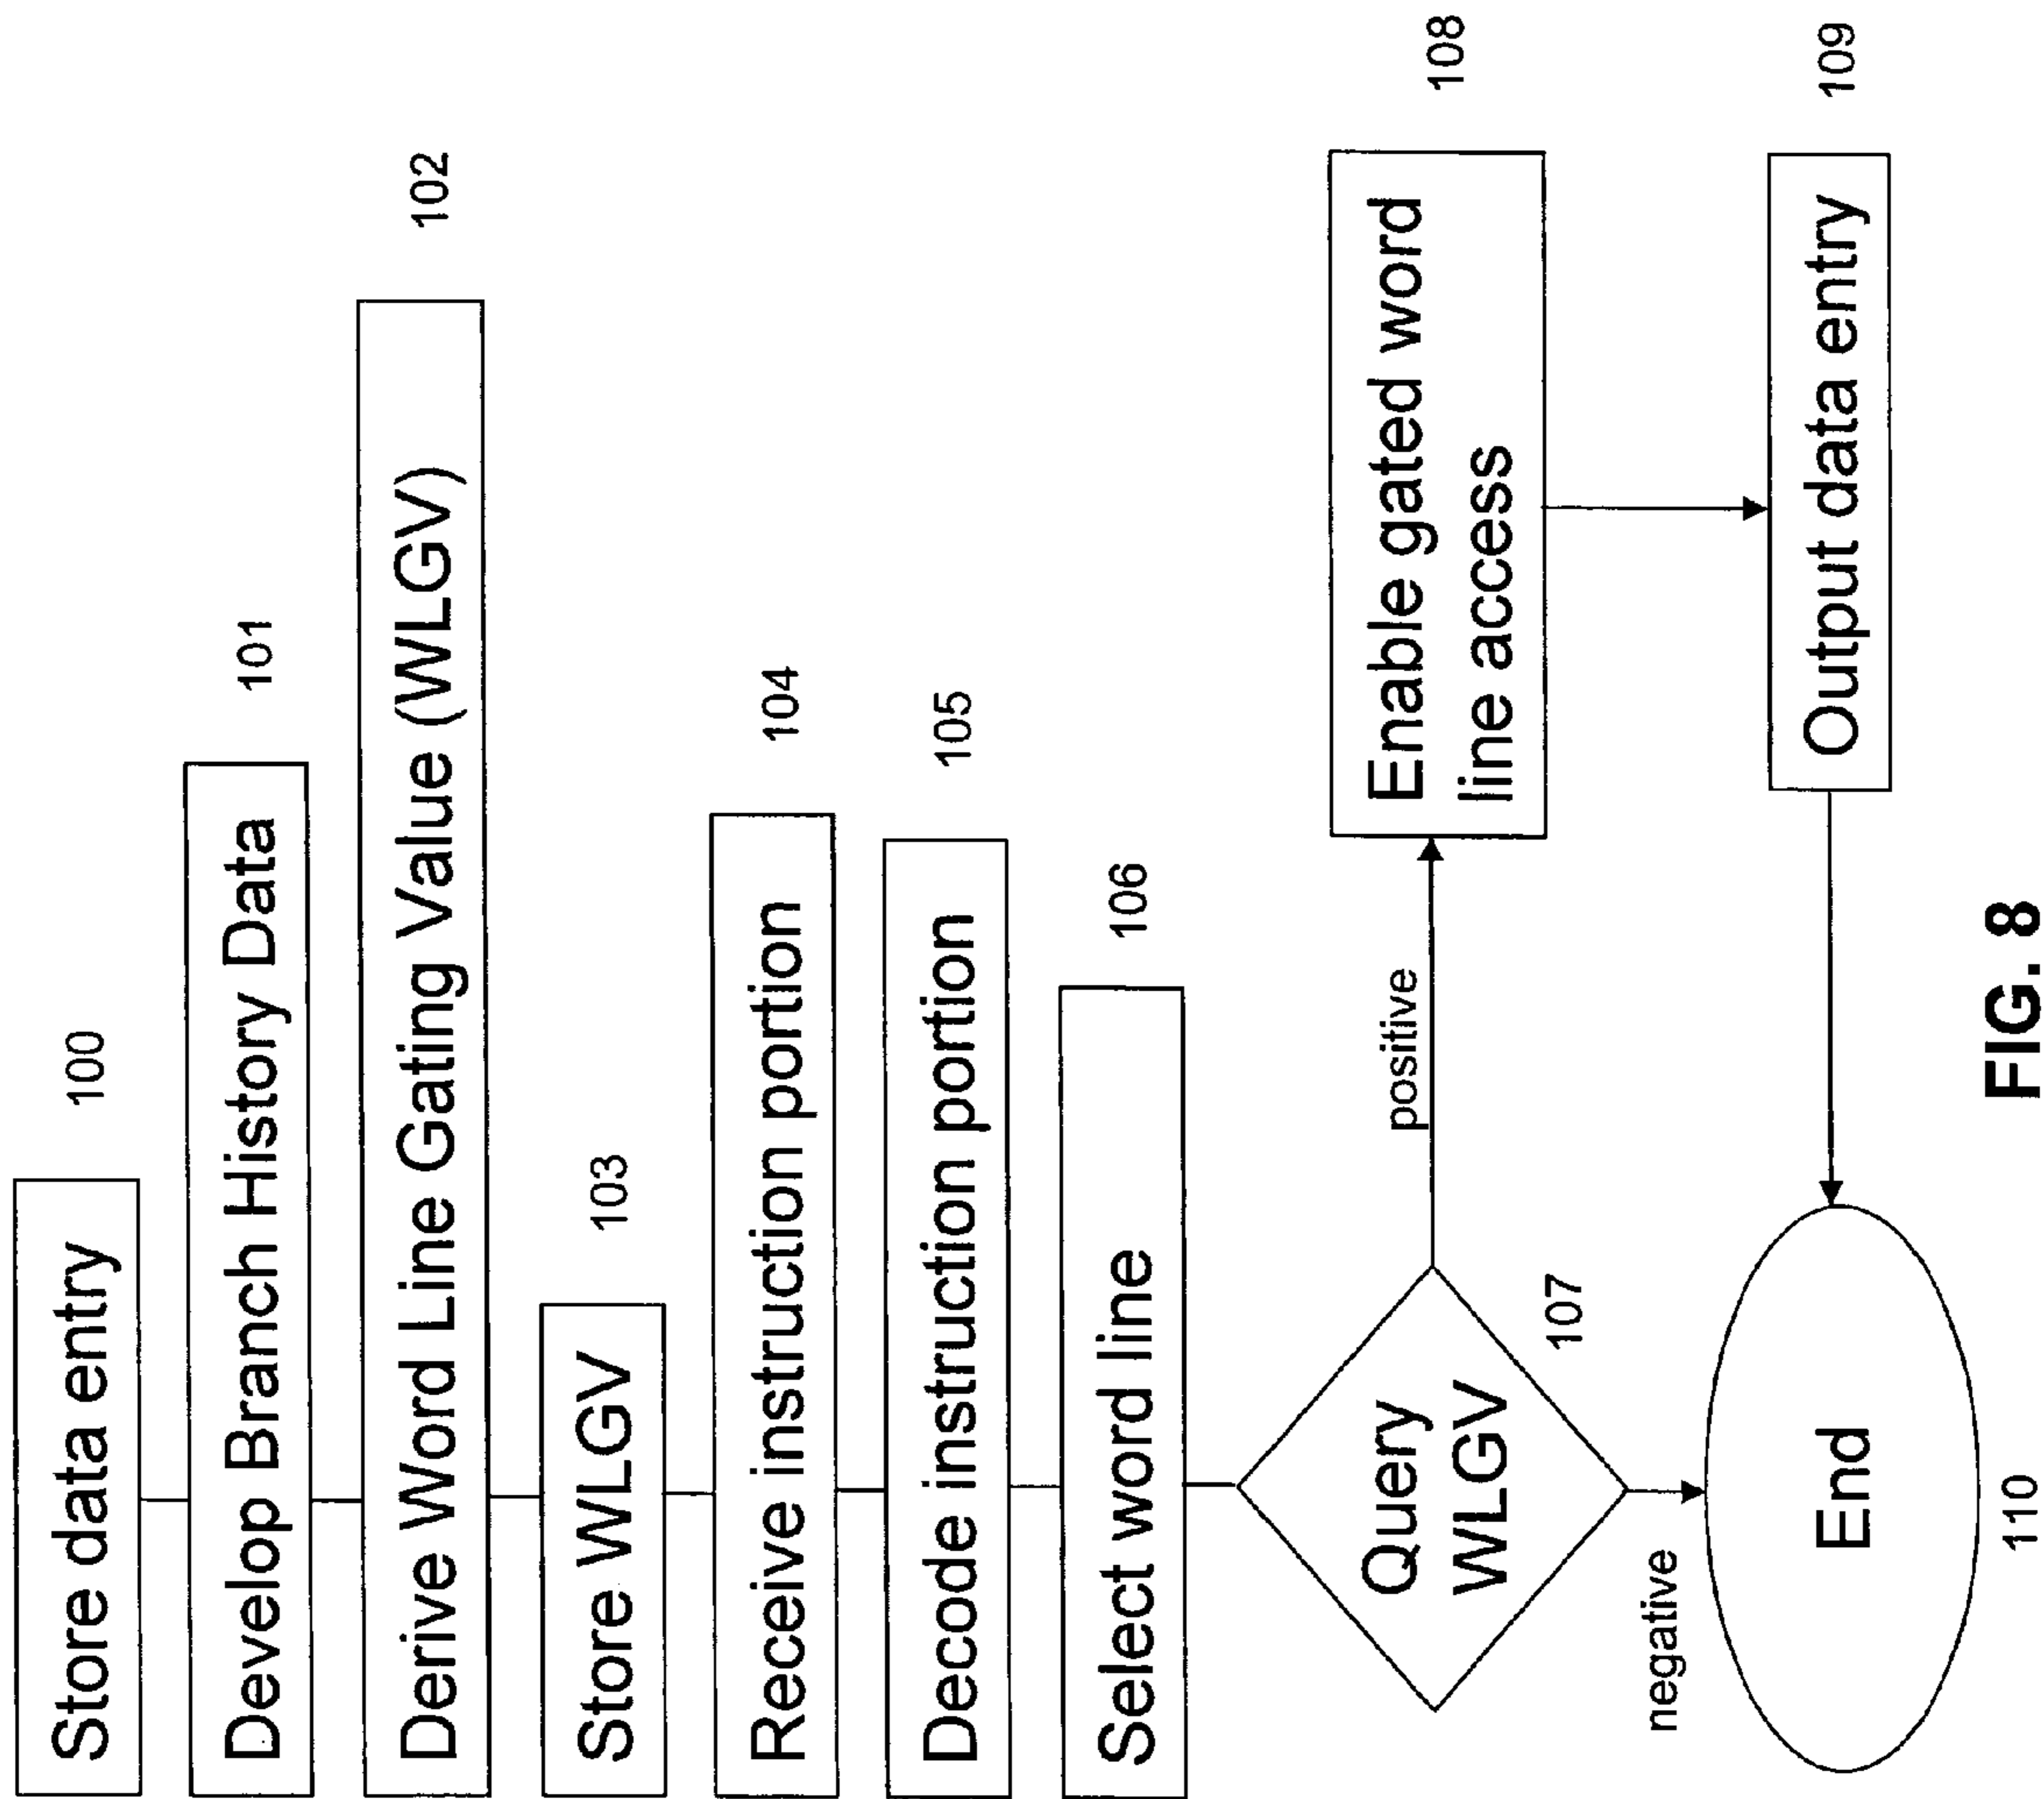 Store data entry
100
Develop Branch History Data
101
Derive Word Line Gating Value (WLGV)
102
Store WLGV
103
Receive instruction portion
104
Decode instruction portion
105
Select word line
106
Query
WLGV
107
positive
Enable gated word
line access
108
negative
Output data entry
109
End
110
FIG. 8